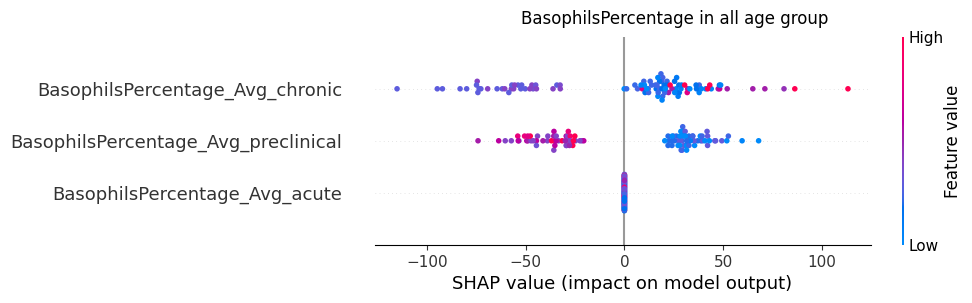 BasophilsPercentage in all age group
High
BasophilsPercentage_Avg_chronic
BasophilsPercentage_Avg_preclinical
BasophilsPercentage_Avg_acute
Feature value
Low
−100
−50
0
50
100
SHAP value (impact on model output)